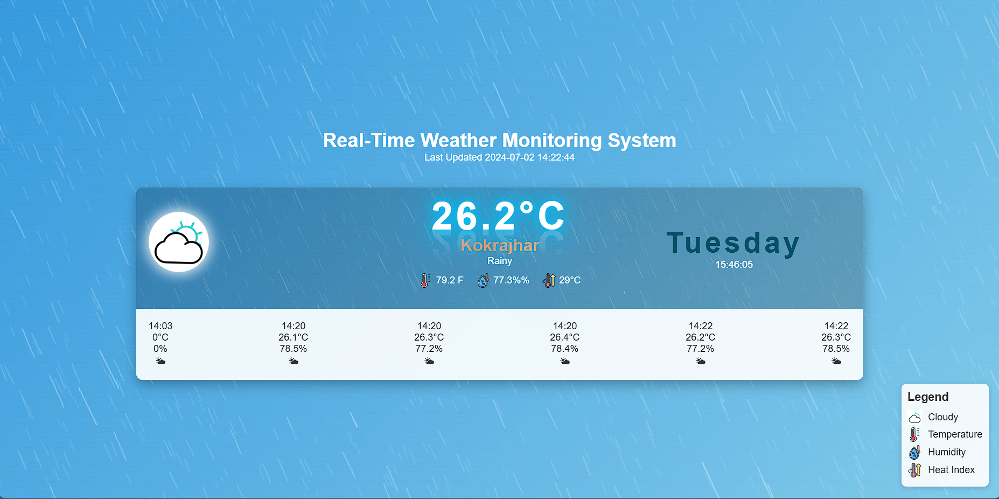 Real-Time Weather Monitoring System
Last Updated 2024-07-02 14:22:44
26.2°C
Kokrajhar
Rainy
79.2 F 77.3%% 29°C
Tuesday
15:46:05
14:03 14:20 14:20 14:20 14:22 14:22
0°C 26.1°C 26.3°C 26.4°C 26.2°C 26.3°C
0% 78.5% 77.2% 78.4% 77.2% 78.5%
Legend
Cloudy
Temperature
Humidity
Heat Index